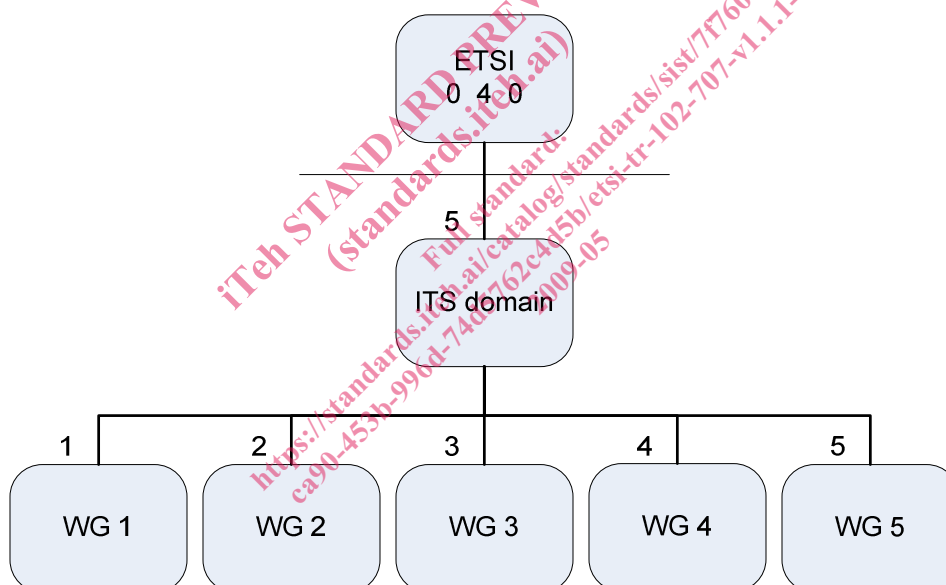 ETSI
0 4 0
5
ITS domain
1
2
3
4
5
WG 1
WG 2
WG 3
WG 4
WG 5
iTeh STANDARD PREV
(standards.iteh.ai)
Full standard:
https://standards.iteh.ai/catalog/standards/sist/7f760
ca90-453b-996d-74d5762c4d5b/etsi-tr-102-707-v1.1.1-
2009-05